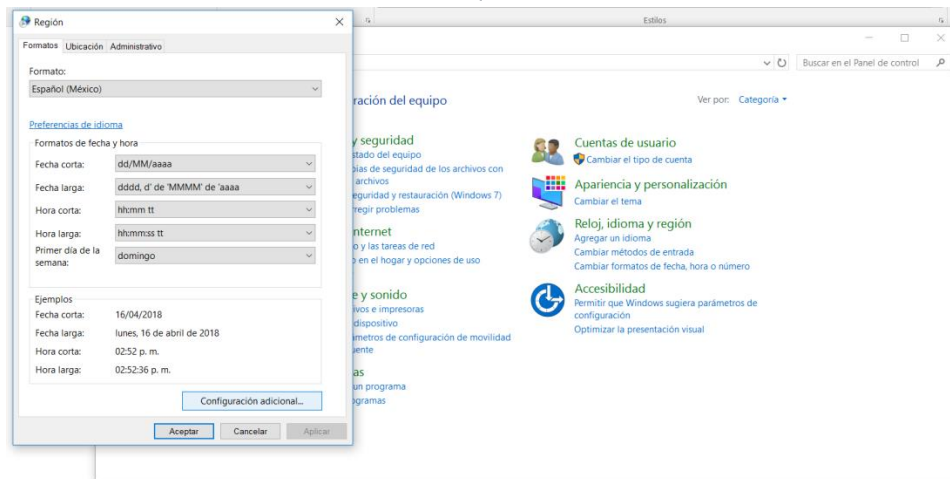 Estilos
Región
Formatos Ubicación Administrativo
Formato:
Español (México)
Preferencias de idioma
Formatos de fecha y hora
Fecha corta: dd/MM/aaaa
Fecha larga: dddd, d' de 'MMMM' de 'aaaa
Hora corta: hh:mm tt
Hora larga: hh:mm:ss tt
Primer día de la semana: domingo
Ejemplos
Fecha corta: 16/04/2018
Fecha larga: lunes, 16 de abril de 2018
Hora corta: 02:52 p. m.
Hora larga: 02:52:36 p. m.
Configuración adicional...
Aceptar Cancelar Aplicar
Buscar en el Panel de control
ración del equipo
Ver por: Categoría
y seguridad
stado del equipo
pias de seguridad de los archivos con
archivos
eguridad y restauración (Windows 7)
regir problemas
nternet
o y las tareas de red
o en el hogar y opciones de uso
e y sonido
ivos e impresoras
dispositivo
ámetros de configuración de movilidad
uente
as
un programa
ogramas
Cuentas de usuario
Cambiar el tipo de cuenta
Apariencia y personalización
Cambiar el tema
Reloj, idioma y región
Agregar un idioma
Cambiar métodos de entrada
Cambiar formatos de fecha, hora o número
Accesibilidad
Permitir que Windows sugiera parámetros de
configuración
Optimizar la presentación visual